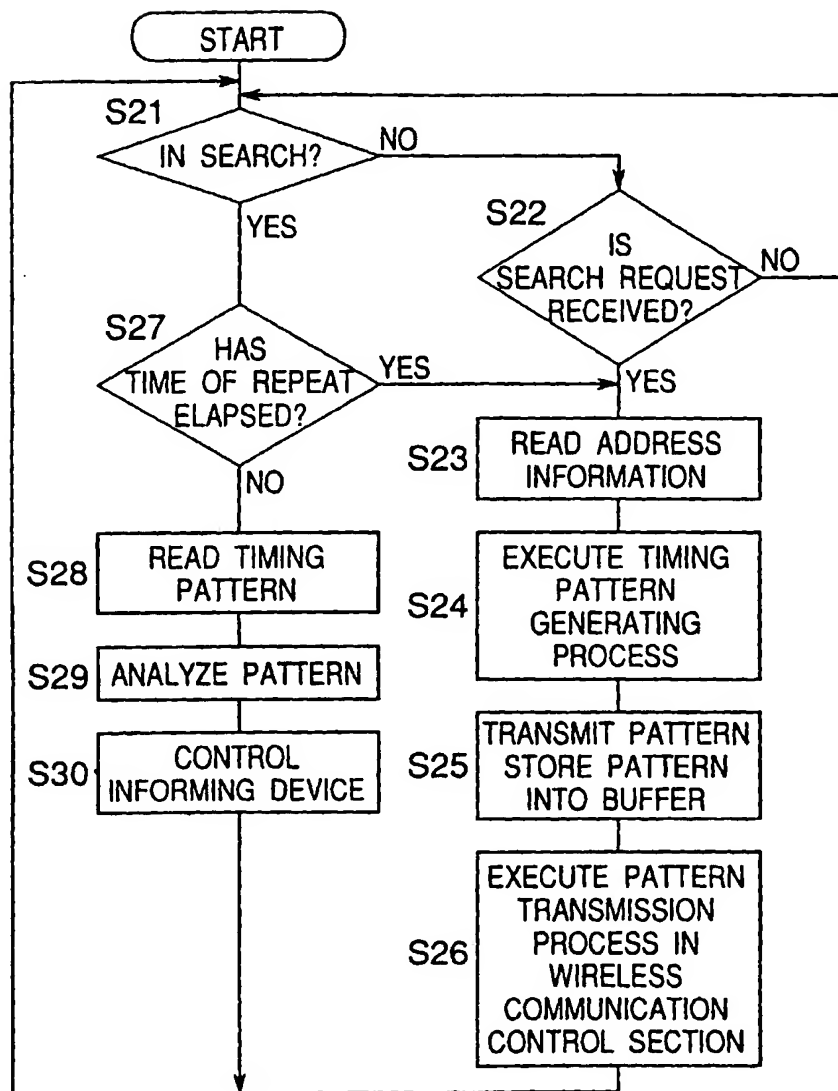 START
S21
IN SEARCH?
NO
YES
S22
IS
SEARCH REQUEST
RECEIVED?
NO
YES
S27
HAS
TIME OF REPEAT
ELAPSED?
YES
NO
S23
READ ADDRESS
INFORMATION
S28
READ TIMING
PATTERN
S24
EXECUTE TIMING
PATTERN
GENERATING
PROCESS
S29
ANALYZE PATTERN
S25
TRANSMIT PATTERN
STORE PATTERN
INTO BUFFER
S30
CONTROL
INFORMING DEVICE
S26
EXECUTE PATTERN
TRANSMISSION
PROCESS IN
WIRELESS
COMMUNICATION
CONTROL SECTION